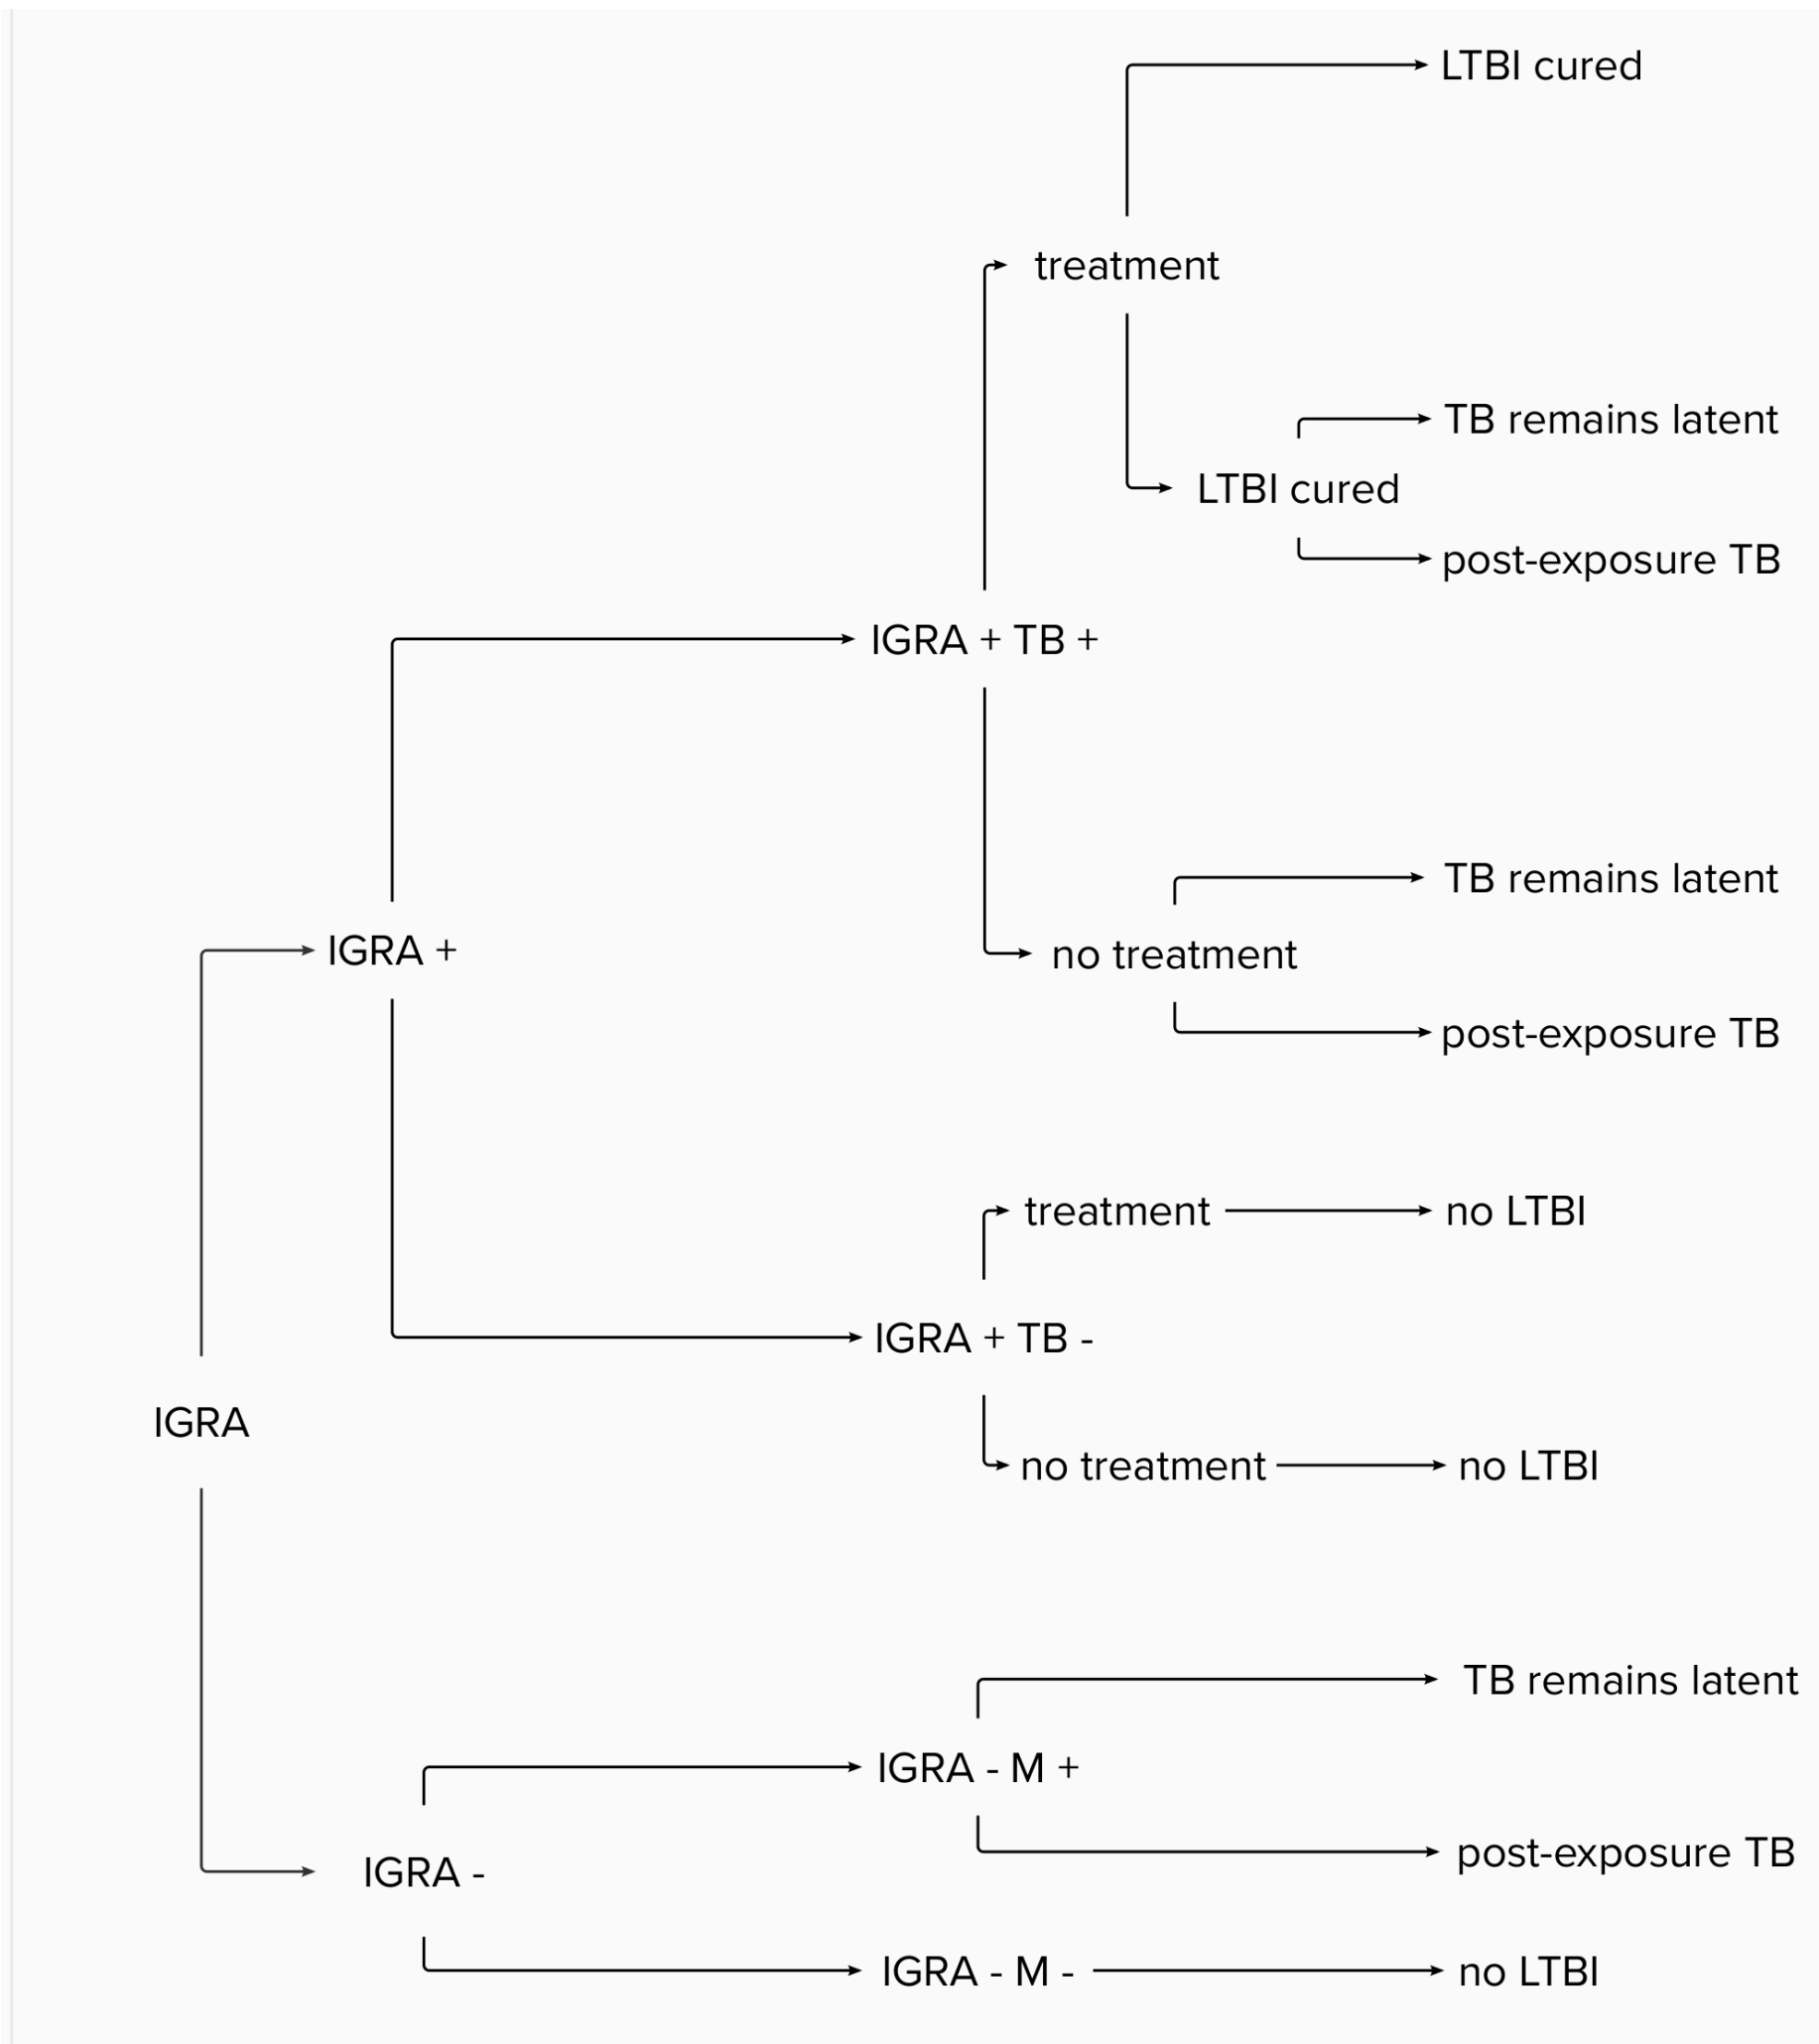 LTBI cured
treatment
TB remains latent
LTBI cured
post-exposure TB
IGRA + TB +
TB remains latent
IGRA +
no treatment
post-exposure TB
treatment
no LTBI
IGRA + TB -
IGRA
no treatment
no LTBI
TB remains latent
IGRA - M +
post-exposure TB
IGRA -
IGRA - M -
no LTBI